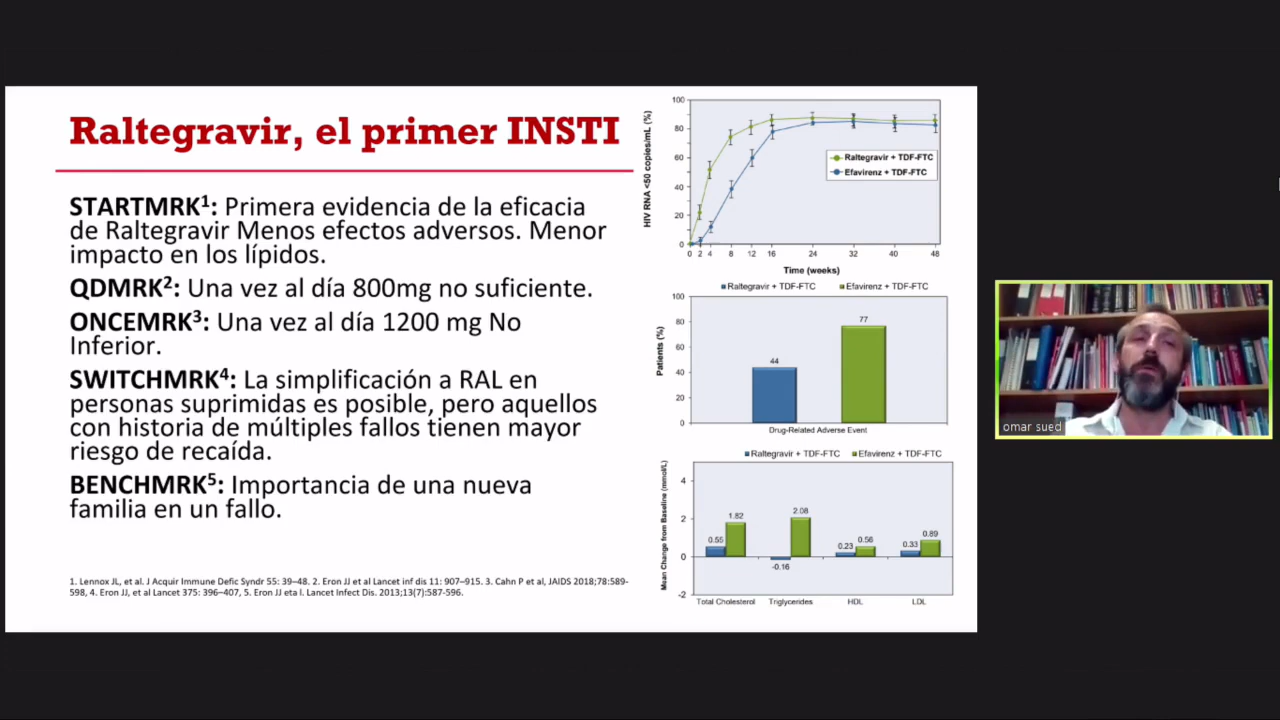 Raltegravir, el primer INSTI
STARTMRK¹: Primera evidencia de la eficacia
de Raltegravir Menos efectos adversos. Menor
impacto en los lípidos.
QDMRK²: Una vez al día 800mg no suficiente.
ONCEMRK³: Una vez al día 1200 mg No
Inferior.
SWITCHMRK⁴: La simplificación a RAL en
personas suprimidas es posible, pero aquellos
con historia de múltiples fallos tienen mayor
riesgo de recaída.
BENCHMRK⁵: Importancia de una nueva
familia en un fallo.
1. Lennox JL, et al. J Acquir Immune Defic Syndr 55: 39–48. 2. Eron JJ et al Lancet inf dis 11: 907–915. 3. Cahn P et al, JAIDS 2018;78:589-
598, 4. Eron JJ, et al Lancet 375: 396–407, 5. Eron JJ eta l. Lancet Infect Dis. 2013;13(7):587-596.
HIV RNA <50 copies/mL (%)
100
80
60
40
20
0
Raltegravir + TDF-FTC
Efavirenz + TDF-FTC
0 2 4 8 12 16 24 32 40 48
Time (weeks)
Raltegravir + TDF-FTC Efavirenz + TDF-FTC
Patients (%)
100
80
60
40
20
0
44
77
Drug-Related Adverse Event
Raltegravir + TDF-FTC Efavirenz + TDF-FTC
Mean Change from Baseline (mmol/L)
4
2
0
-2
0.55 1.82 -0.16 2.08 0.23 0.56 0.33 0.89
Total Cholesterol Triglycerides HDL LDL
omar sued